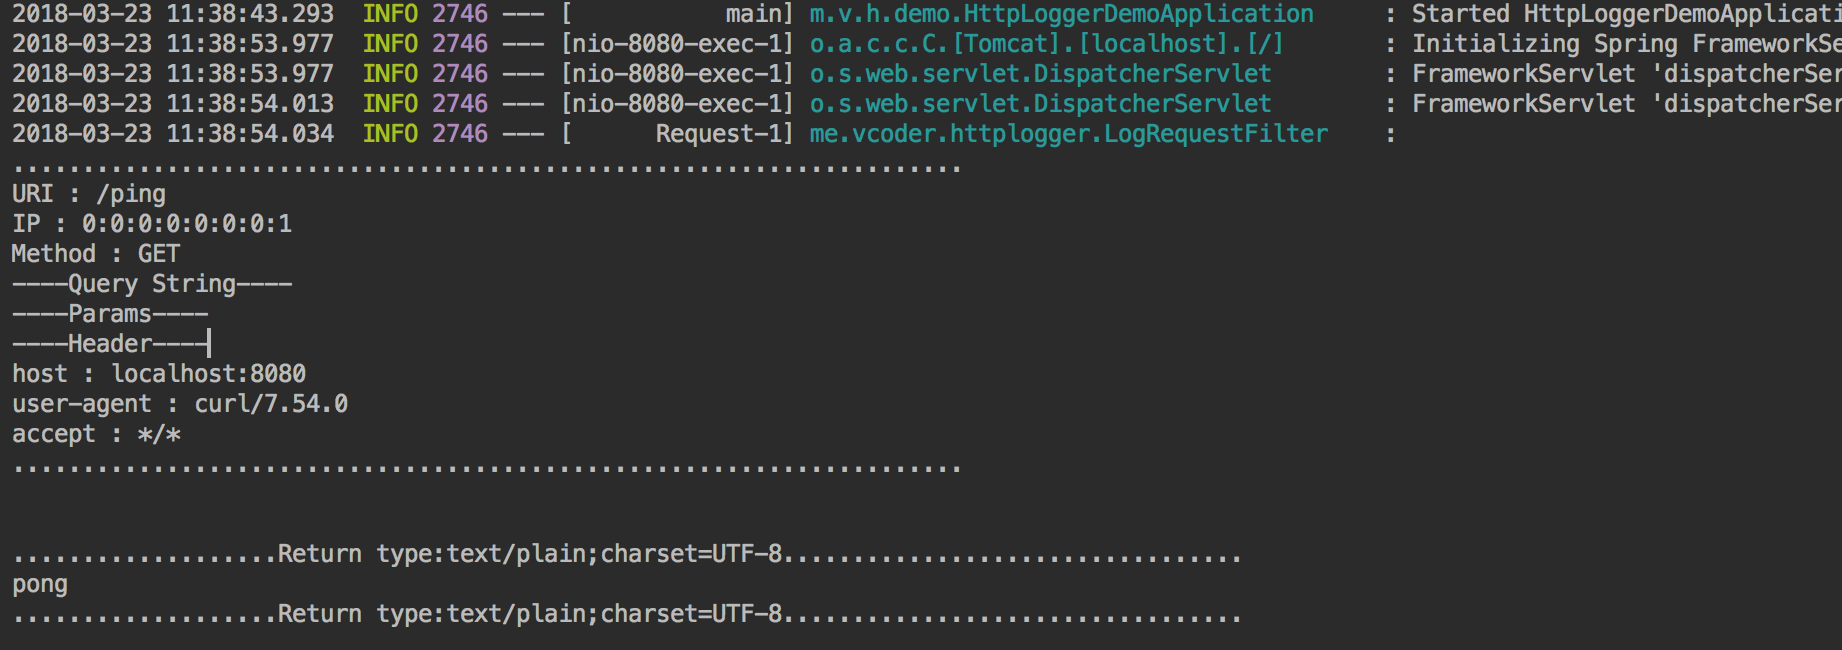 2018-03-23 11:38:43.293  INFO 2746 --- [           main] m.v.h.demo.HttpLoggerDemoApplication     : Started HttpLoggerDemoApplicati
2018-03-23 11:38:53.977  INFO 2746 --- [nio-8080-exec-1] o.a.c.c.C.[Tomcat].[localhost].[/]       : Initializing Spring FrameworkSe
2018-03-23 11:38:53.977  INFO 2746 --- [nio-8080-exec-1] o.s.web.servlet.DispatcherServlet        : FrameworkServlet 'dispatcherSer
2018-03-23 11:38:54.013  INFO 2746 --- [nio-8080-exec-1] o.s.web.servlet.DispatcherServlet        : FrameworkServlet 'dispatcherSer
2018-03-23 11:38:54.034  INFO 2746 --- [      Request-1] me.vcoder.httplogger.LogRequestFilter    :
....................................................................
URI : /ping
IP : 0:0:0:0:0:0:0:1
Method : GET
----Query String----
----Params----
----Header----
host : localhost:8080
user-agent : curl/7.54.0
accept : */*
....................................................................
...................Return type:text/plain;charset=UTF-8.................................
pong
...................Return type:text/plain;charset=UTF-8.................................